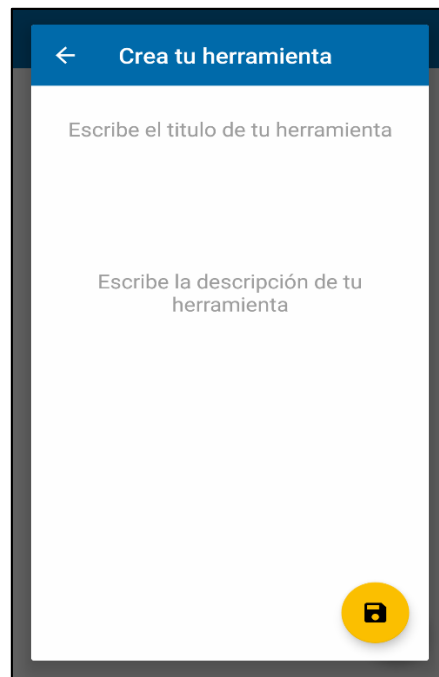 Crea tu herramienta
Escribe el titulo de tu herramienta
Escribe la descripción de tu
herramienta